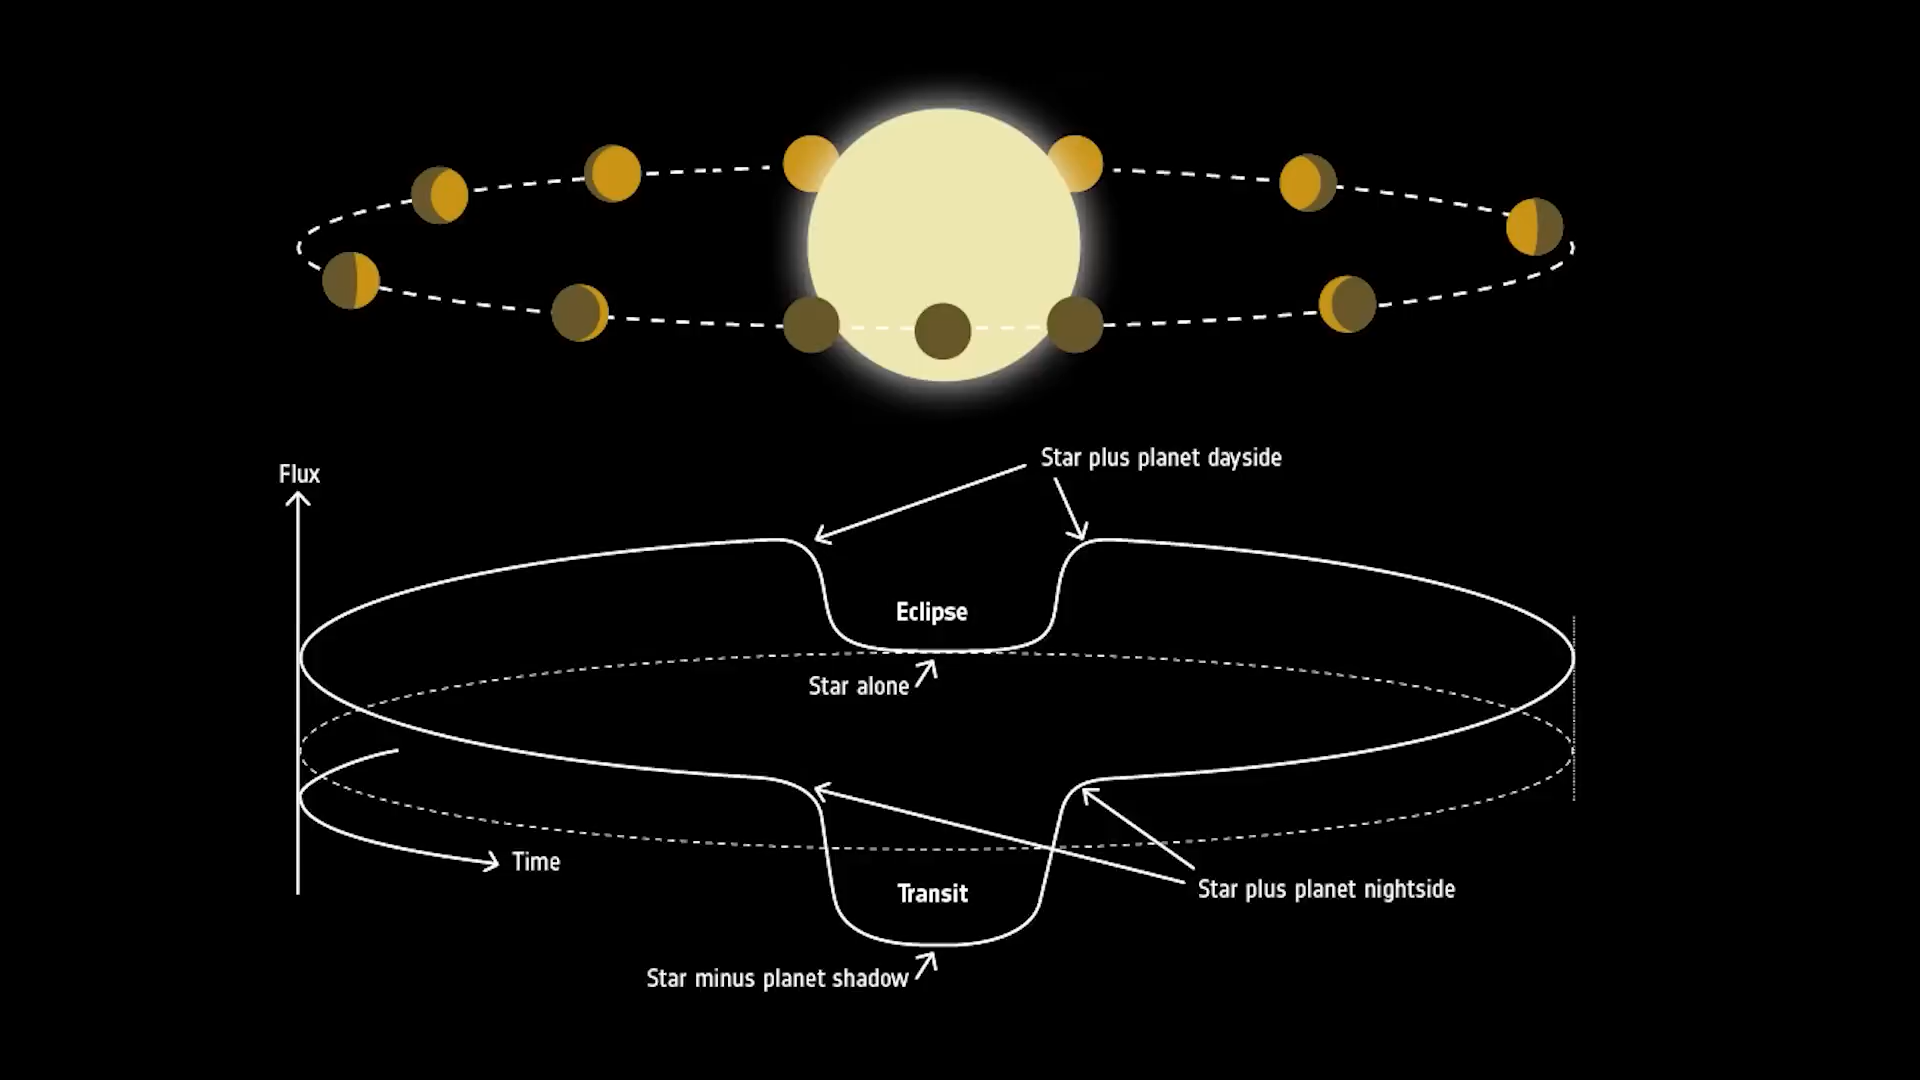 Star plus planet dayside
Flux
Eclipse
Star alone
Time
Transit
Star plus planet nightside
Star minus planet shadow